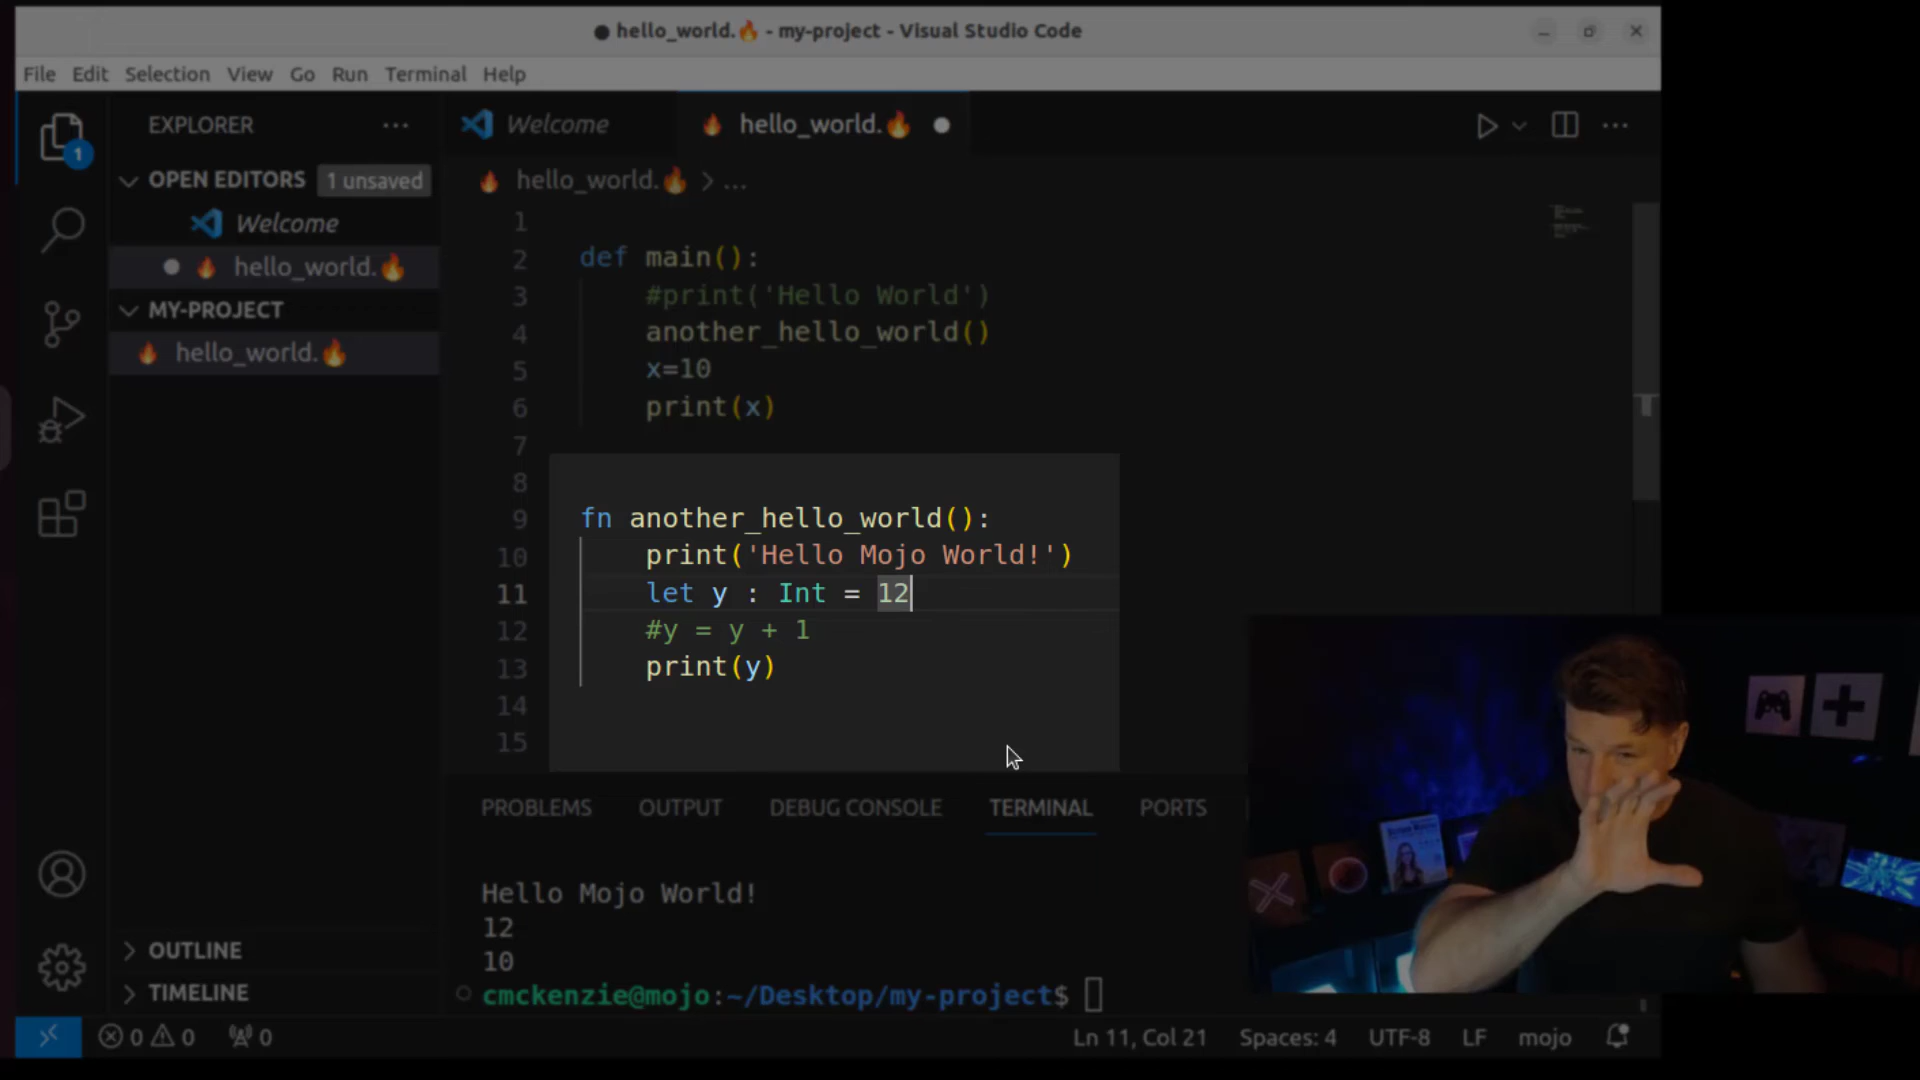 hello_world.🔥 - my-project - Visual Studio Code
File Edit Selection View Go Run Terminal Help
EXPLORER
Welcome
hello_world.🔥
OPEN EDITORS
1 unsaved
Welcome
hello_world.🔥
MY-PROJECT
hello_world.🔥
1
hello_world.🔥 > ...
1
2 def main():
3 #print('Hello World')
4 another_hello_world()
5 x=10
6 print(x)
7
8
9 fn another_hello_world():
10 print('Hello Mojo World!')
11 let y : Int = 12
12 #y = y + 1
13 print(y)
14
15
PROBLEMS OUTPUT DEBUG CONSOLE TERMINAL PORTS
Hello Mojo World!
12
10
cmckenzie@mojo:~/Desktop/my-project$
OUTLINE
TIMELINE
0 0 0
Ln 11, Col 21 Spaces: 4 UTF-8 LF mojo